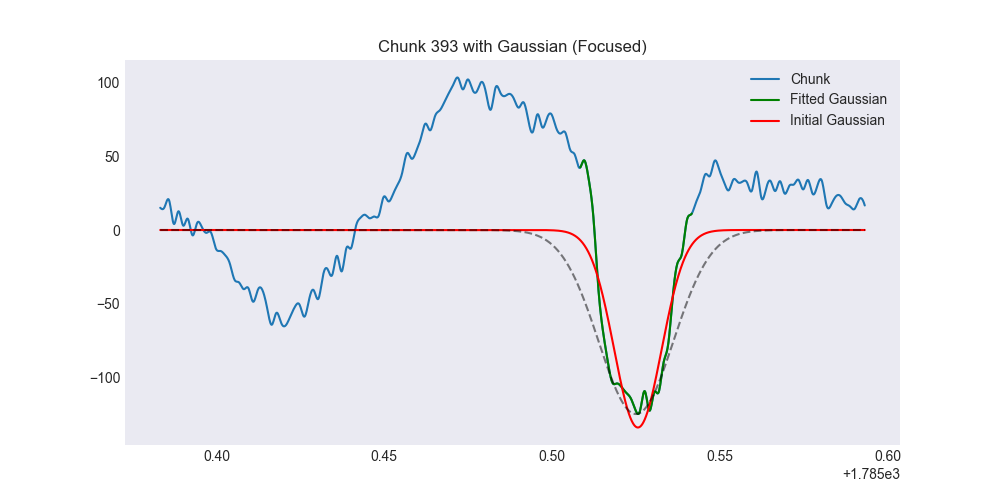 Chunk 393 with Gaussian (Focused)
Chunk
Fitted Gaussian
Initial Gaussian
100
50
0
−50
−100
0.40
0.45
0.50
0.55
0.60
+1.785e3